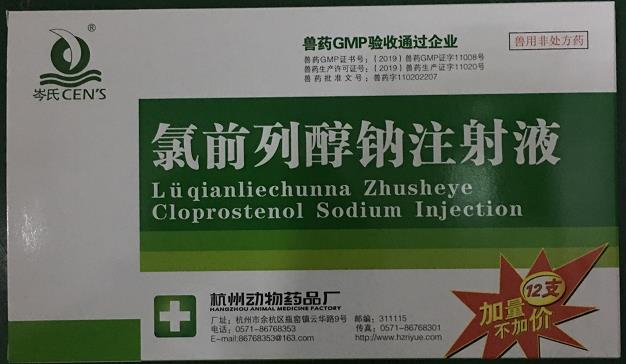 ®
岑氏CEN'S
兽药GMP验收通过企业
兽药GMP证书号：（2019）兽药GMP证字11008号
兽药生产许可证号：（2019）兽药生产证字11020号
兽药批准文号：兽药字110202207
兽用非处方药
氯前列醇钠注射液
Lüqianliechunna Zhusheye
Cloprostenol Sodium Injection
杭州动物药品厂
HANGZHOU ANIMAL MEDICINE FACTORY
厂址：杭州市余杭区瓶窑镇云华路9号 邮编：311115
电话：0571-86768353 传真：0571-86768301
E-mail:86768353@163.com http://www.hzriyue.com
12支
加量
不加价